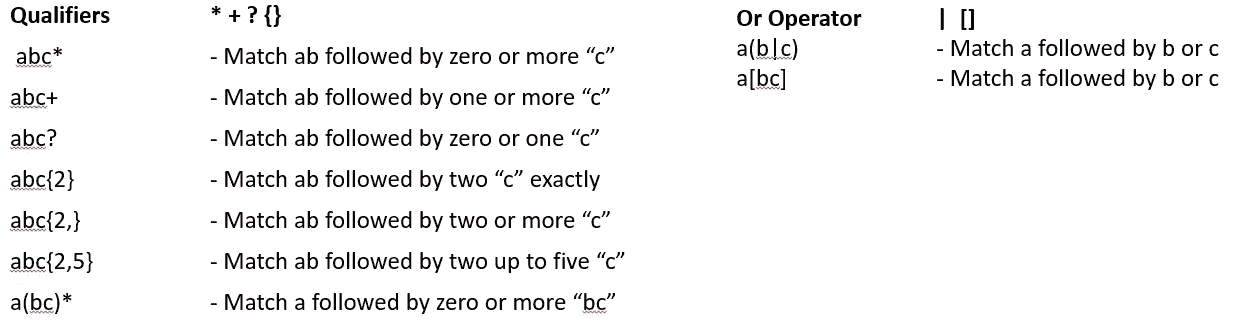 Qualifiers * + ? {}
abc* - Match ab followed by zero or more “c”
abc+ - Match ab followed by one or more “c”
abc? - Match ab followed by zero or one “c”
abc{2} - Match ab followed by two “c” exactly
abc{2,} - Match ab followed by two or more “c”
abc{2,5} - Match ab followed by two up to five “c”
a(bc)* - Match a followed by zero or more “bc”
Or Operator | []
a(b|c) - Match a followed by b or c
a[bc] - Match a followed by b or c